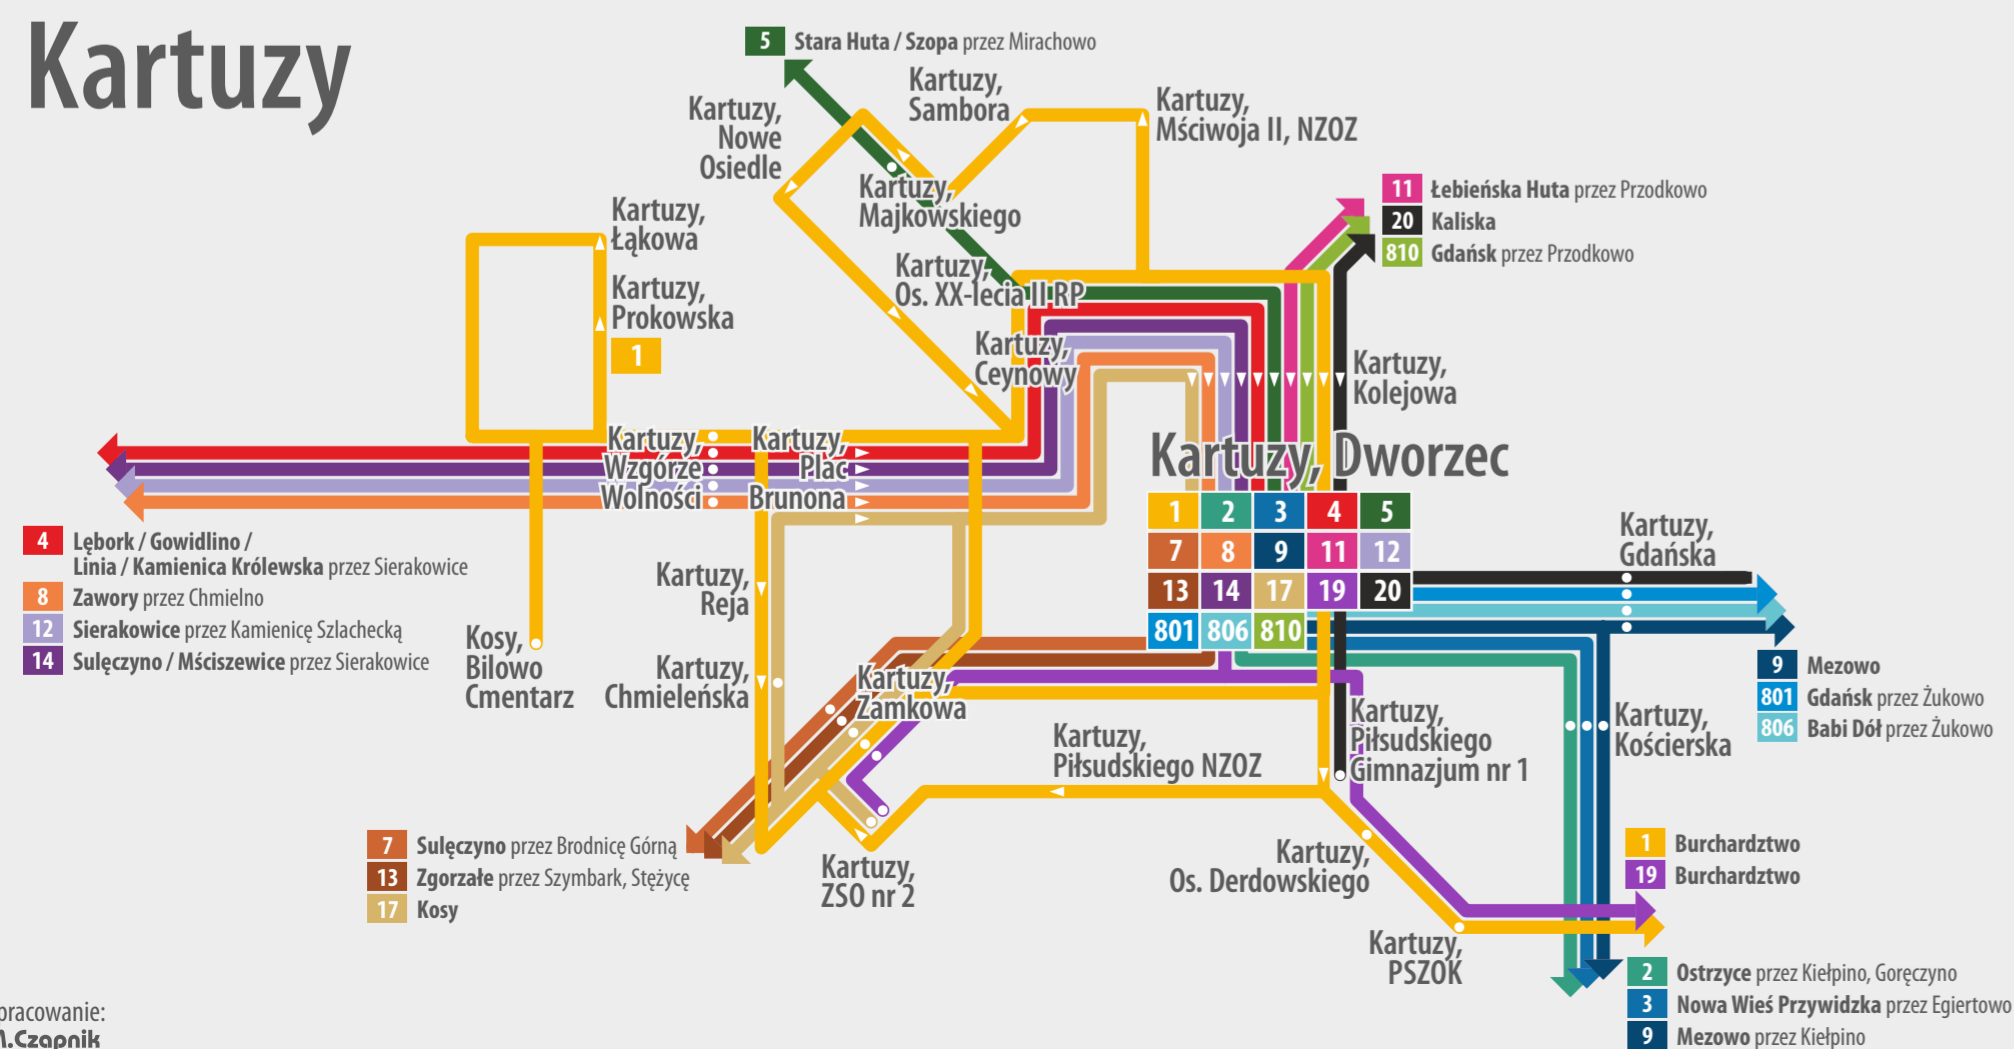 Kartuzy
5 Stara Huta / Szopa przez Mirachowo
Kartuzy,
Nowe
Osiedle
Kartuzy,
Sambora
Kartuzy,
Mściwoja II, NZOZ
Kartuzy,
Majkowskiego
11 Łebieńska Huta przez Przodkowo
20 Kaliska
810 Gdańsk przez Przodkowo
Kartuzy,
Łąkowa
Kartuzy,
Prokowska
1
Kartuzy,
Os. XX-lecia II RP
Kartuzy,
Ceynowy
Kartuzy,
Kolejowa
Kartuzy,
Wzgórze
Wolności
Kartuzy,
Plac
Brunona
Kartuzy, Dworzec
1 2 3 4 5
7 8 9 11 12
13 14 17 19 20
801 806 810
4 Lębork / Gowidlino /
Linia / Kamienica Królewska przez Sierakowice
8 Zawory przez Chmielno
12 Sierakowice przez Kamienicę Szlachecką
14 Sulęczyno / Mściszewice przez Sierakowice
Kosy,
Bilowo
Cmentarz
Kartuzy,
Reja
Kartuzy,
Chmieleńska
Kartuzy,
Zamkowa
Kartuzy,
Gdańska
9 Mezowo
801 Gdańsk przez Żukowo
806 Babi Dół przez Żukowo
Kartuzy,
Kościerska
Kartuzy,
Piłsudskiego
Gimnazjum nr 1
Kartuzy,
Piłsudskiego NZOZ
7 Sulęczyno przez Brodnicę Górną
13 Zgorzałe przez Szymbark, Stężycę
17 Kosy
Kartuzy,
ZSO nr 2
Kartuzy,
Os. Derdowskiego
1 Burchardztwo
19 Burchardztwo
Kartuzy,
PSZOK
2 Ostrzyce przez Kiełpino, Goręczyno
3 Nowa Wieś Przywidzka przez Egiertowo
9 Mezowo przez Kiełpino
pracowanie:
M.Czapnik